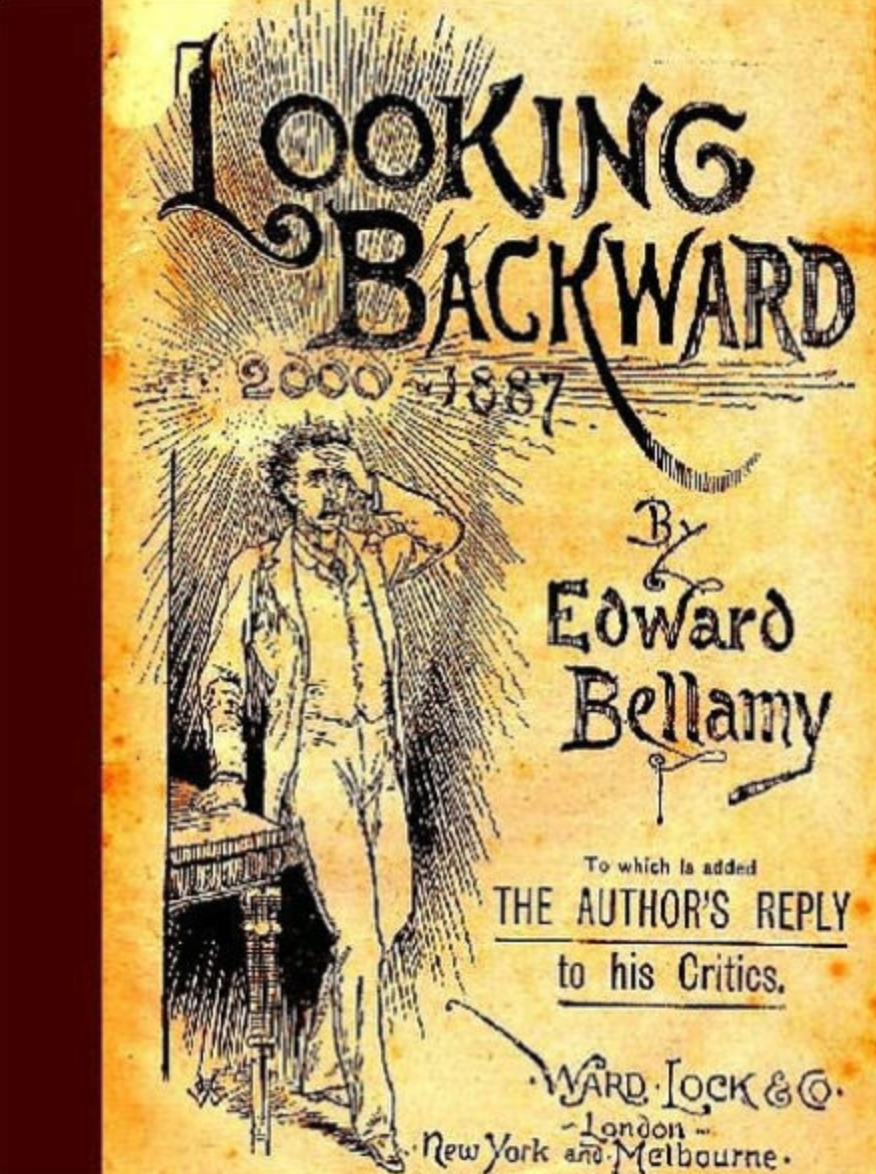 LOOKING
BACKWARD
2000-1887
By
Edward
Bellamy
To which is added
THE AUTHOR'S REPLY
to his Critics.
WARD·LOCK & Co.
London
New York and Melbourne.